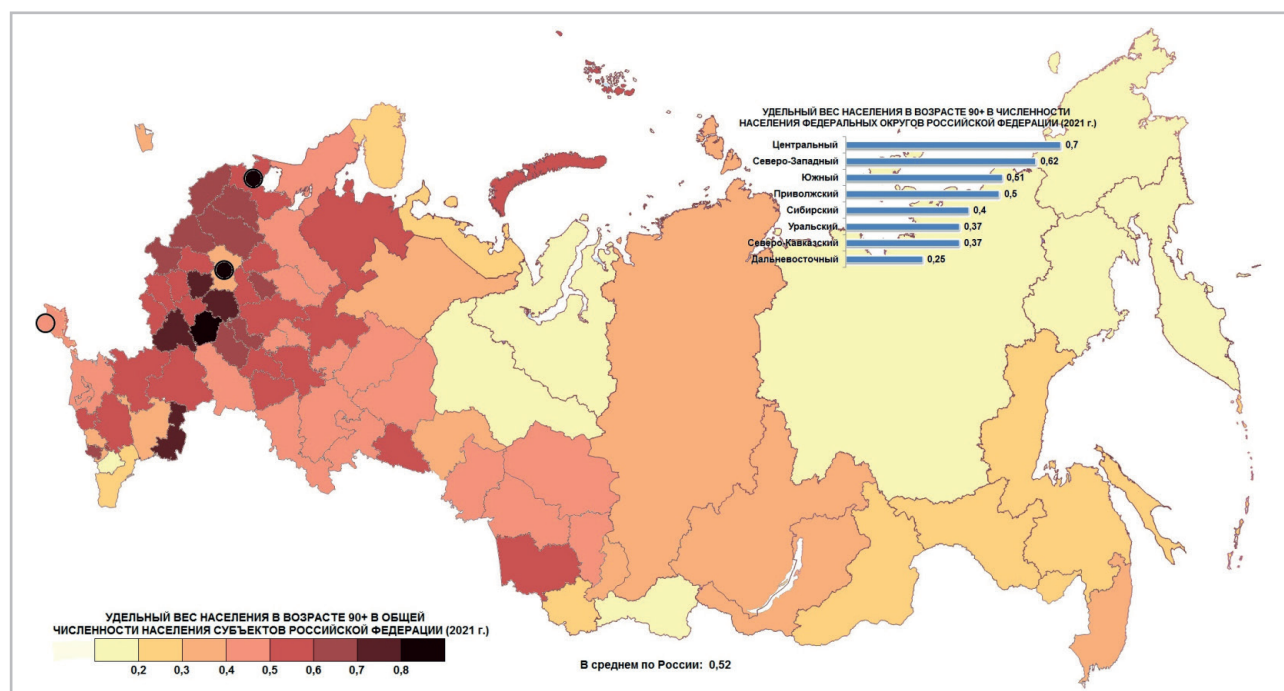 УДЕЛЬНЫЙ ВЕС НАСЕЛЕНИЯ В ВОЗРАСТЕ 90+ В ЧИСЛЕННОСТИ
НАСЕЛЕНИЯ ФЕДЕРАЛЬНЫХ ОКРУГОВ РОССИЙСКОЙ ФЕДЕРАЦИИ (2021 г.)
Центральный 0,7
Северо-Западный 0,62
Южный 0,51
Приволжский 0,5
Сибирский 0,4
Уральский 0,37
Северо-Кавказский 0,37
Дальневосточный 0,25
УДЕЛЬНЫЙ ВЕС НАСЕЛЕНИЯ В ВОЗРАСТЕ 90+ В ОБЩЕЙ
ЧИСЛЕННОСТИ НАСЕЛЕНИЯ СУБЪЕКТОВ РОССИЙСКОЙ ФЕДЕРАЦИИ (2021 г.)
0,2 0,3 0,4 0,5 0,6 0,7 0,8
В среднем по России: 0,52